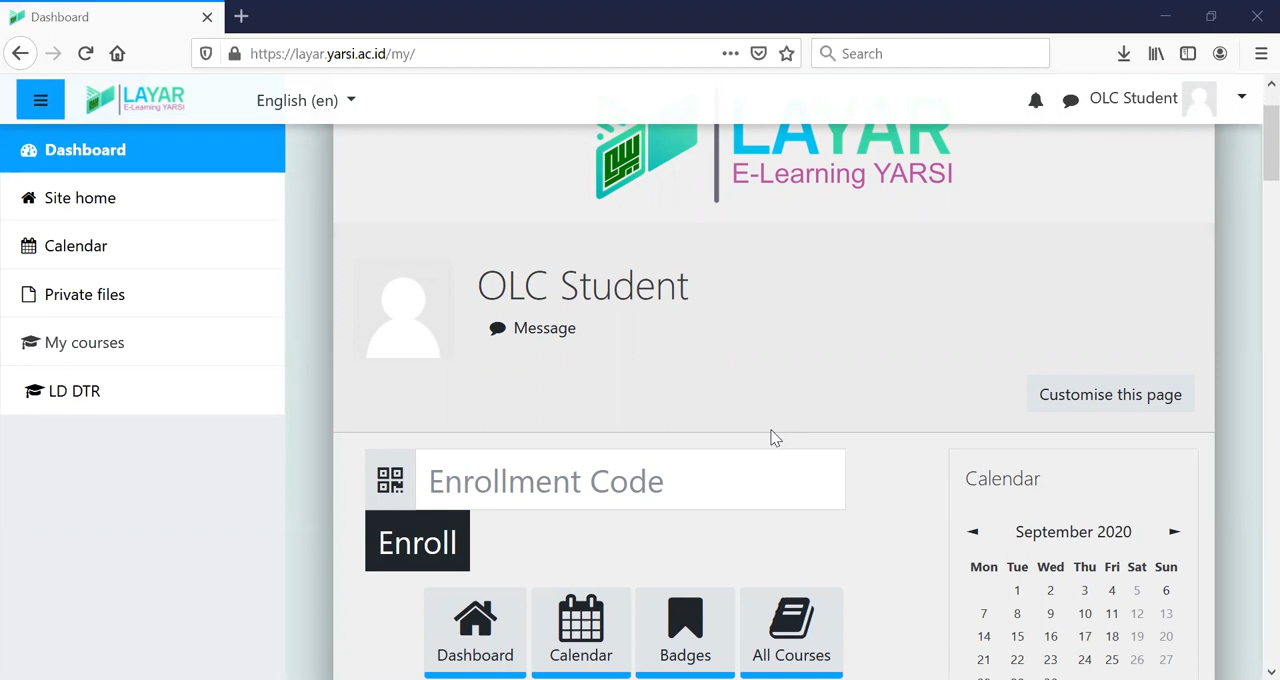 Dashboard
https://layar.yarsi.ac.id/my/
Search
LAYAR
E-Learning YARSI
English (en)
OLC Student
Dashboard
Site home
Calendar
Private files
My courses
LD DTR
LAYAR
E-Learning YARSI
OLC Student
Message
Customise this page
Enrollment Code
Enroll
Dashboard
Calendar
Badges
All Courses
Calendar
◄ September 2020 ►
Mon Tue Wed Thu Fri Sat Sun
1 2 3 4 5 6
7 8 9 10 11 12 13
14 15 16 17 18 19 20
21 22 23 24 25 26 27